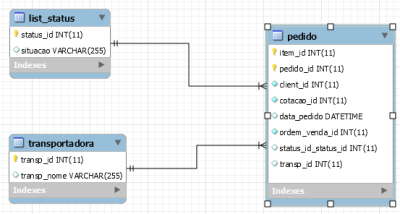 list_status
status_id INT(11)
situacao VARCHAR(255)
Indexes
transportadora
transp_id INT(11)
transp_nome VARCHAR(255)
Indexes
pedido
item_id INT(11)
pedido_id INT(11)
client_id INT(11)
cotacao_id INT(11)
data_pedido DATETIME
ordem_venda_id INT(11)
status_id_status_id INT(11)
transp_id INT(11)
Indexes